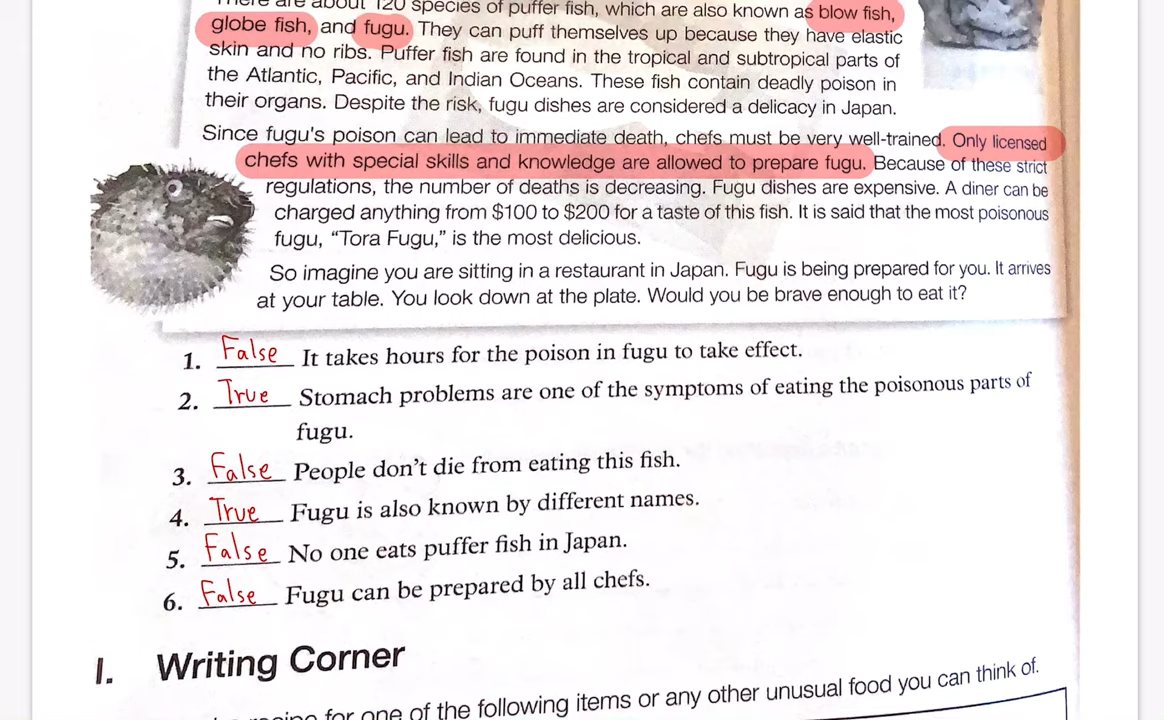 There are about 120 species of puffer fish, which are also known as blow fish,
globe fish, and fugu. They can puff themselves up because they have elastic
skin and no ribs. Puffer fish are found in the tropical and subtropical parts of
the Atlantic, Pacific, and Indian Oceans. These fish contain deadly poison in
their organs. Despite the risk, fugu dishes are considered a delicacy in Japan.
Since fugu's poison can lead to immediate death, chefs must be very well-trained. Only licensed
chefs with special skills and knowledge are allowed to prepare fugu. Because of these strict
regulations, the number of deaths is decreasing. Fugu dishes are expensive. A diner can be
charged anything from $100 to $200 for a taste of this fish. It is said that the most poisonous
fugu, “Tora Fugu,” is the most delicious.
So imagine you are sitting in a restaurant in Japan. Fugu is being prepared for you. It arrives
at your table. You look down at the plate. Would you be brave enough to eat it?
1. False It takes hours for the poison in fugu to take effect.
2. True Stomach problems are one of the symptoms of eating the poisonous parts of
fugu.
3. False People don’t die from eating this fish.
4. True Fugu is also known by different names.
5. False No one eats puffer fish in Japan.
6. False Fugu can be prepared by all chefs.
I. Writing Corner
for one of the following items or any other unusual food you can think of.